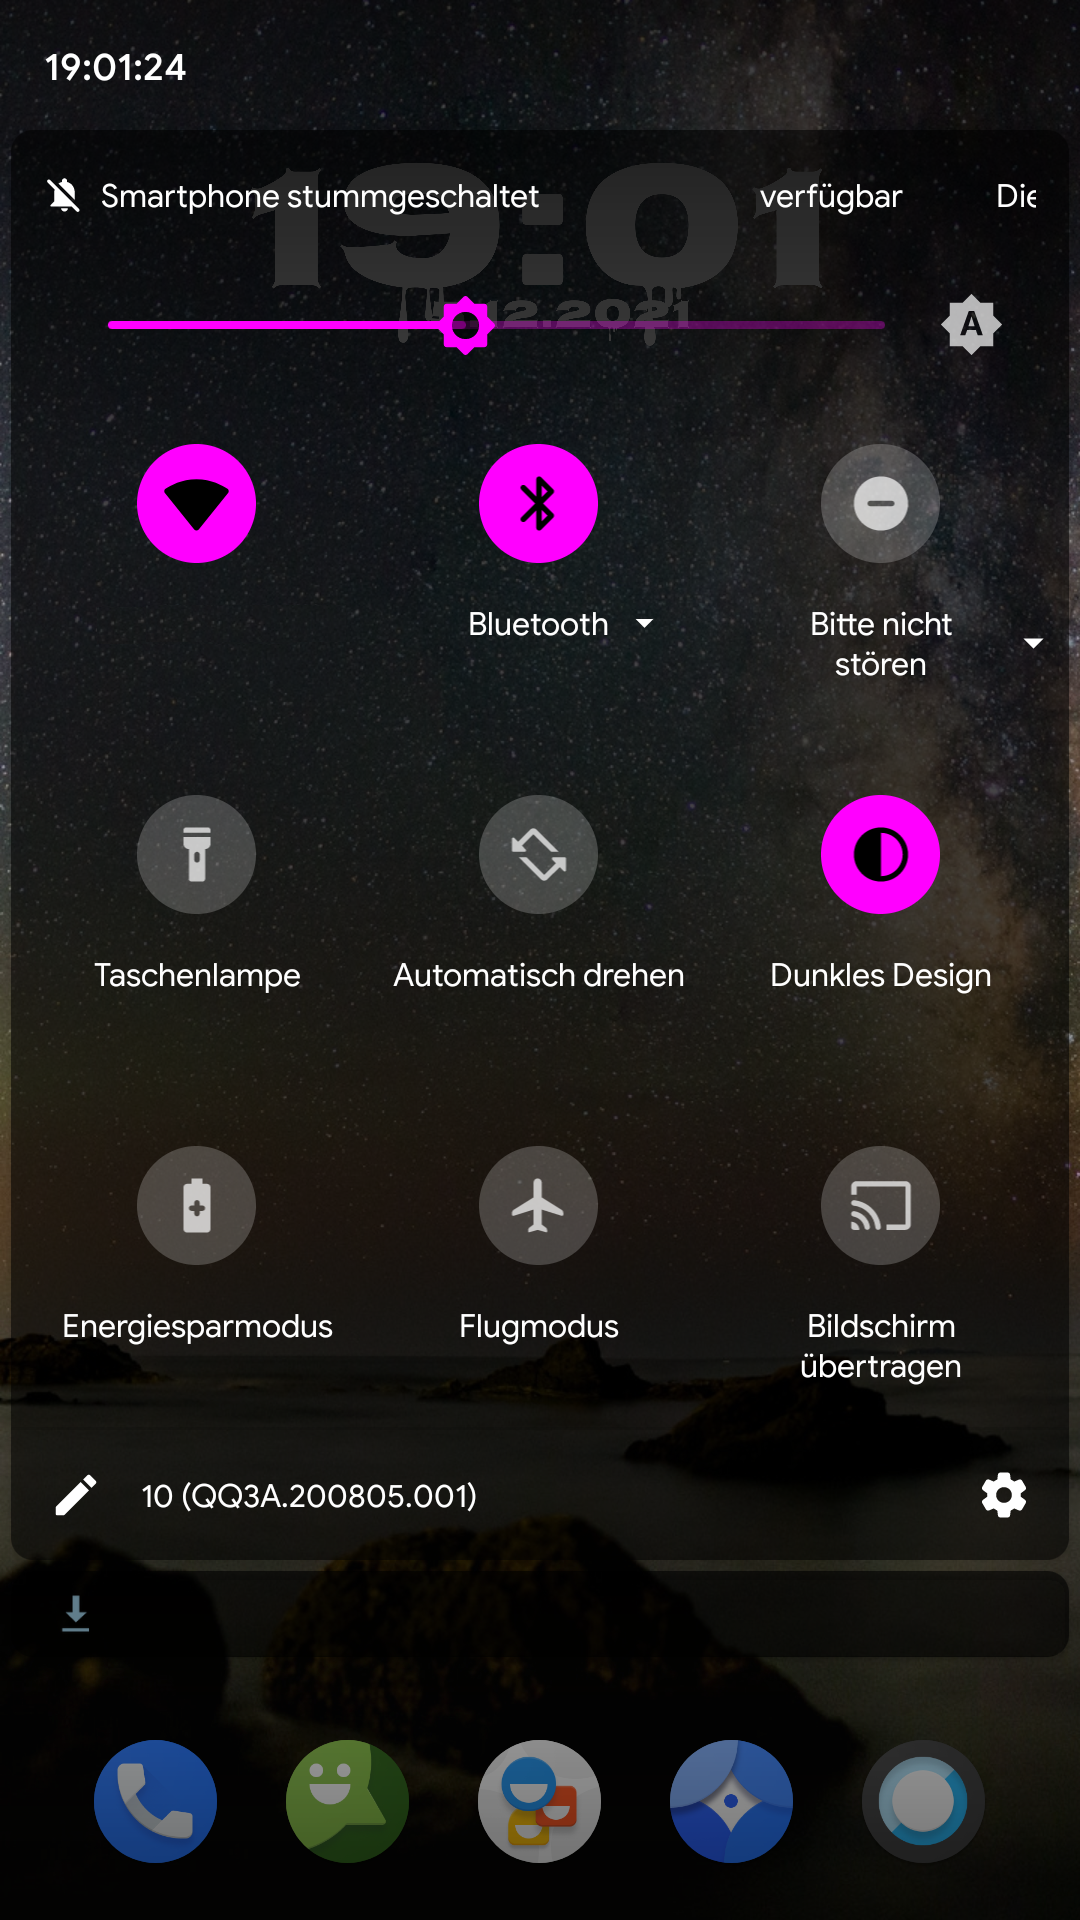 19:01:24
19:01
Smartphone stummgeschaltet verfügbar
12.2021
A
Bluetooth
Bitte nicht
stören
Taschenlampe
Automatisch drehen
Dunkles Design
Energiesparmodus
Flugmodus
Bildschirm
übertragen
10 (QQ3A.200805.001)